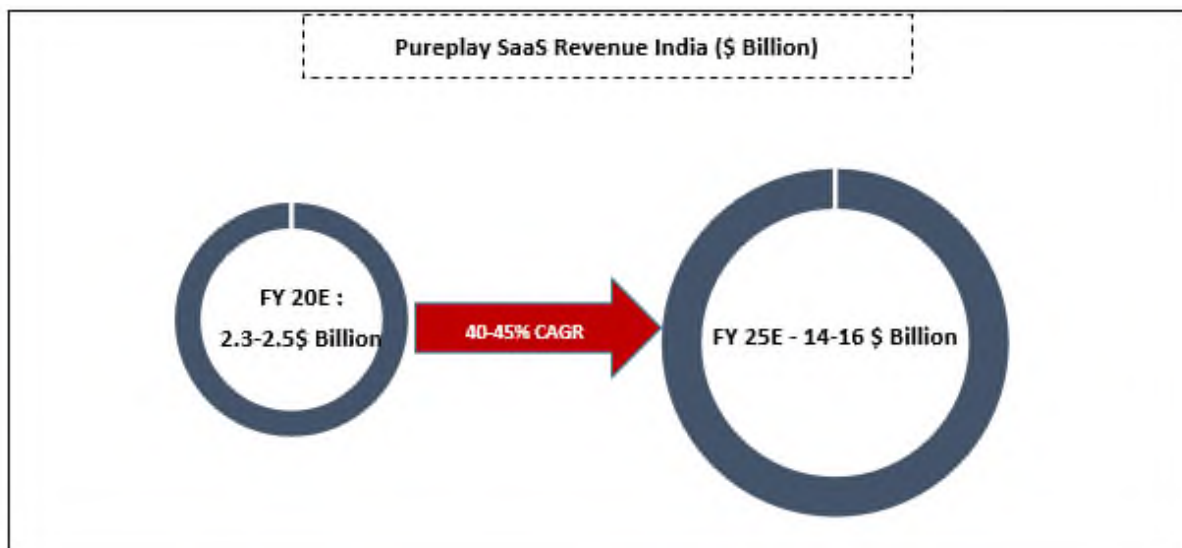 Pureplay SaaS Revenue India ($ Billion)
FY 20E :
2.3-2.5$ Billion
40-45% CAGR
FY 25E - 14-16 $ Billion